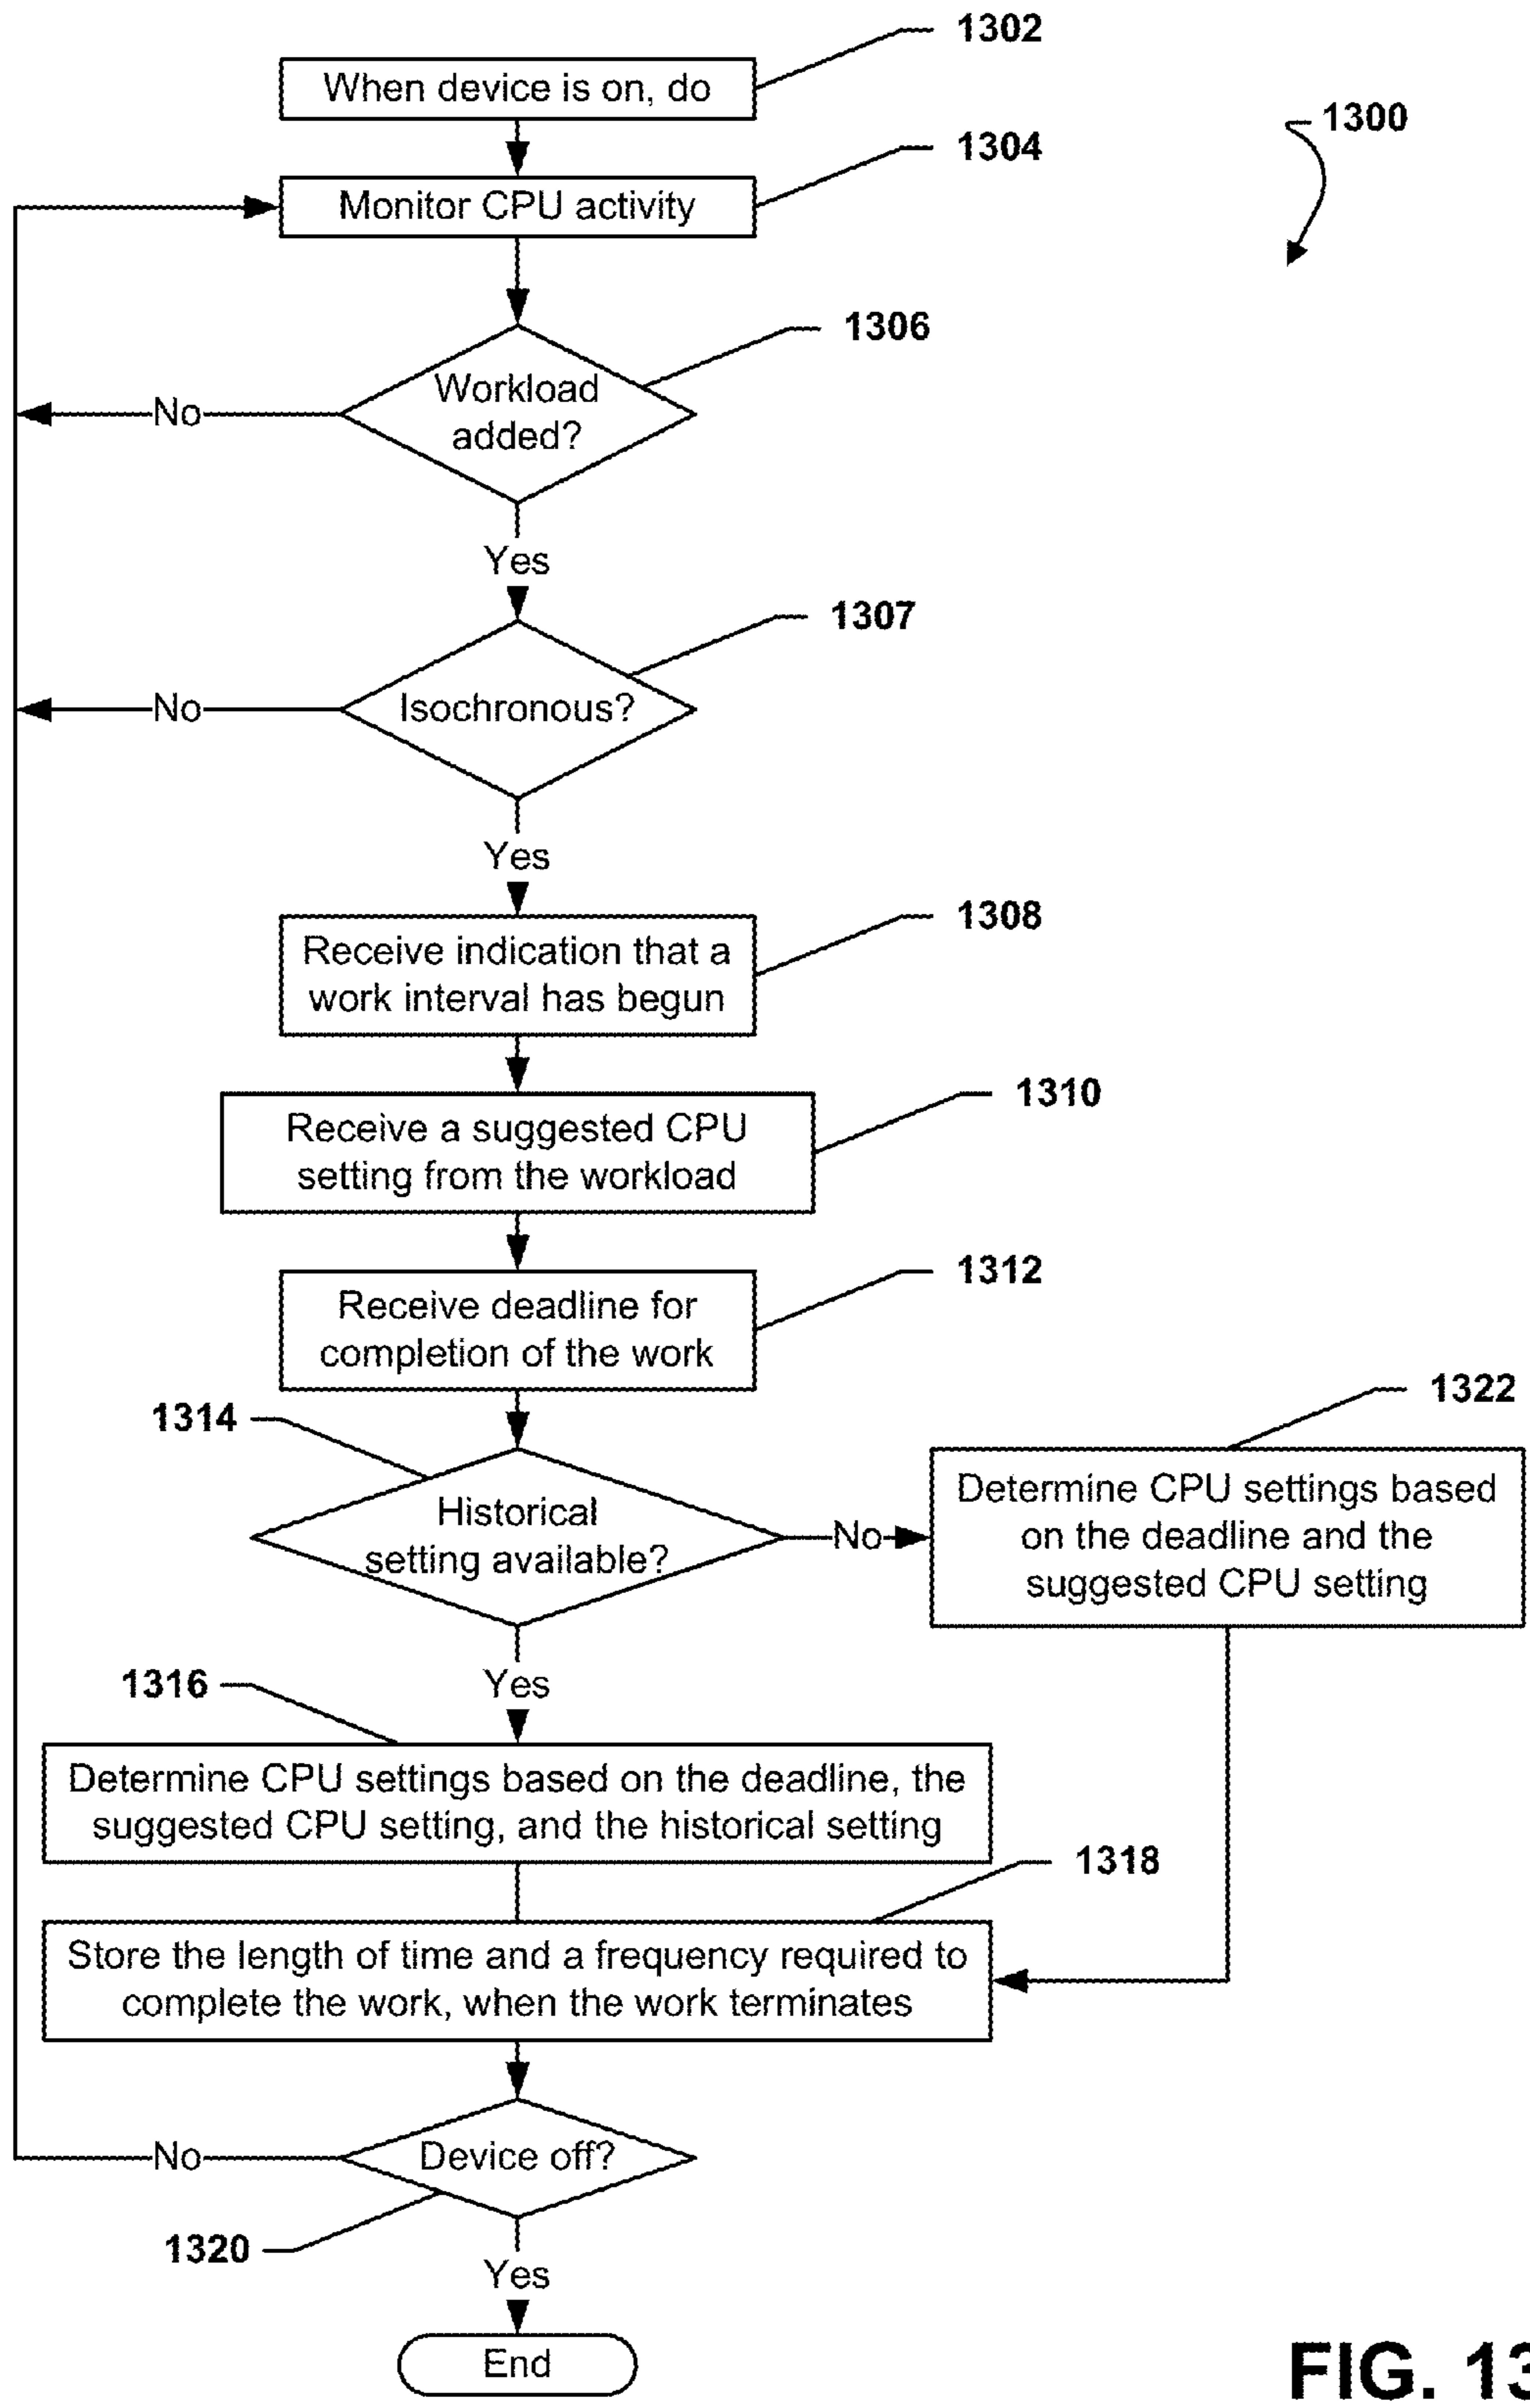 1302
When device is on, do
1300
1304
Monitor CPU activity
1306
Workload
added?
No
Yes
1307
Isochronous?
No
Yes
1308
Receive indication that a
work interval has begun
1310
Receive a suggested CPU
setting from the workload
1312
Receive deadline for
completion of the work
1314
1322
Historical
setting available?
No
Determine CPU settings based
on the deadline and the
suggested CPU setting
Yes
1316
Determine CPU settings based on the deadline, the
suggested CPU setting, and the historical setting
1318
Store the length of time and a frequency required to
complete the work, when the work terminates
Device off?
No
1320
Yes
End
FIG. 13